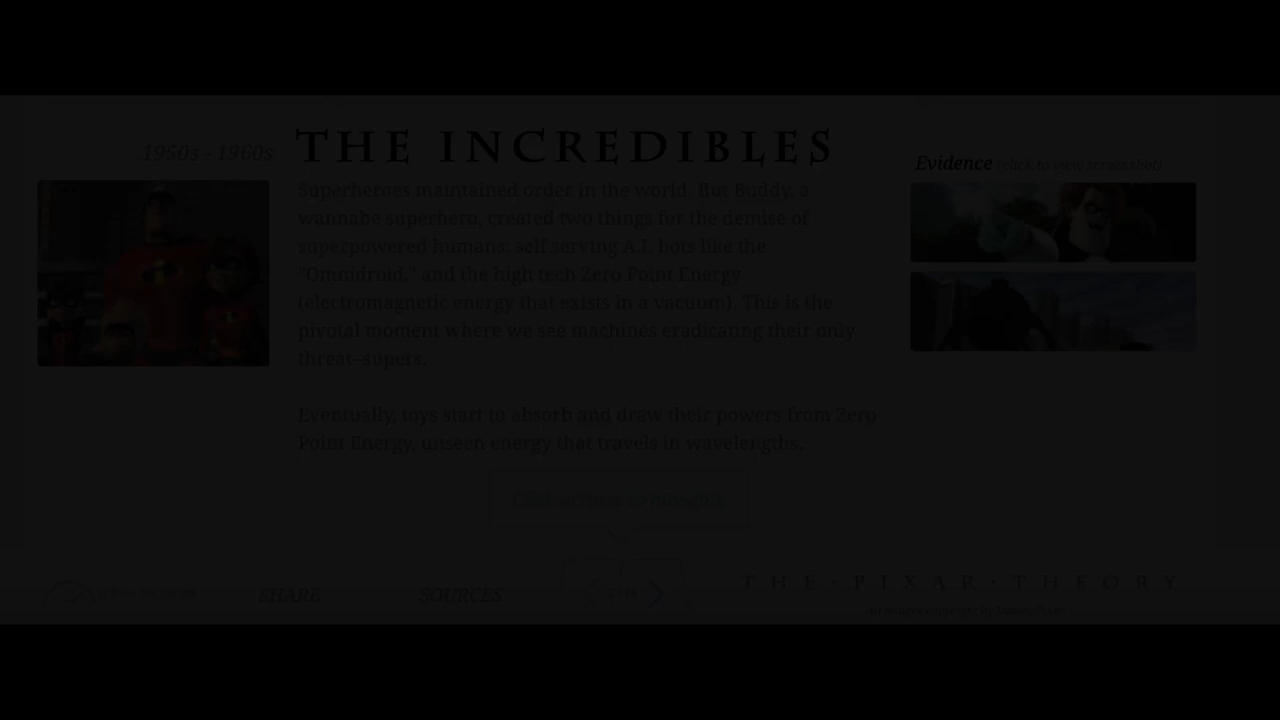 1950s - 1960s
THE INCREDIBLES
Superheroes maintained order in the world. But Buddy, a
wannabe superhero, created two things for the demise of
superpowered humans: self serving A.I. bots like the
"Omnidroid," and the high tech Zero Point Energy
(electromagnetic energy that exists in a vacuum). This is the
pivotal moment where we see machines eradicating their only
threat–supers.
Eventually, toys start to absorb and draw their powers from Zero
Point Energy, unseen energy that travels in wavelengths.
Evidence (click to view screenshot)
SHARE
SOURCES
THE·PIXAR·THEORY